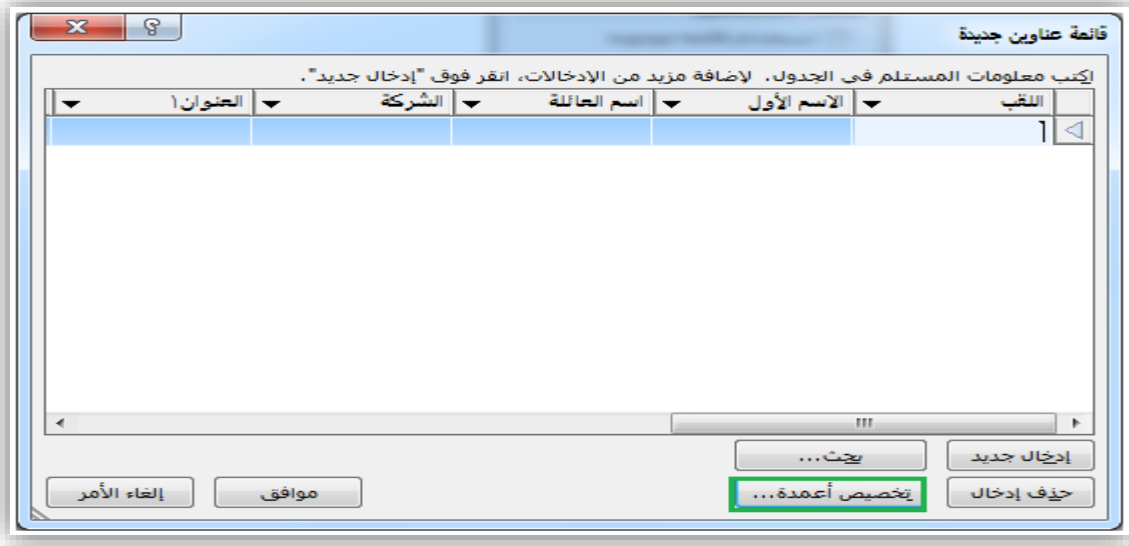 قائمة عناوين جديدة
اكتب معلومات المستلم في الجدول. لإضافة مزيد من الإدخالات، انقر فوق "إدخال جديد".
اللقب الاسم الأول اسم العائلة الشركة العنوان١
إدخال جديد بحث...
حذف إدخال تخصيص أعمدة... موافق إلغاء الأمر